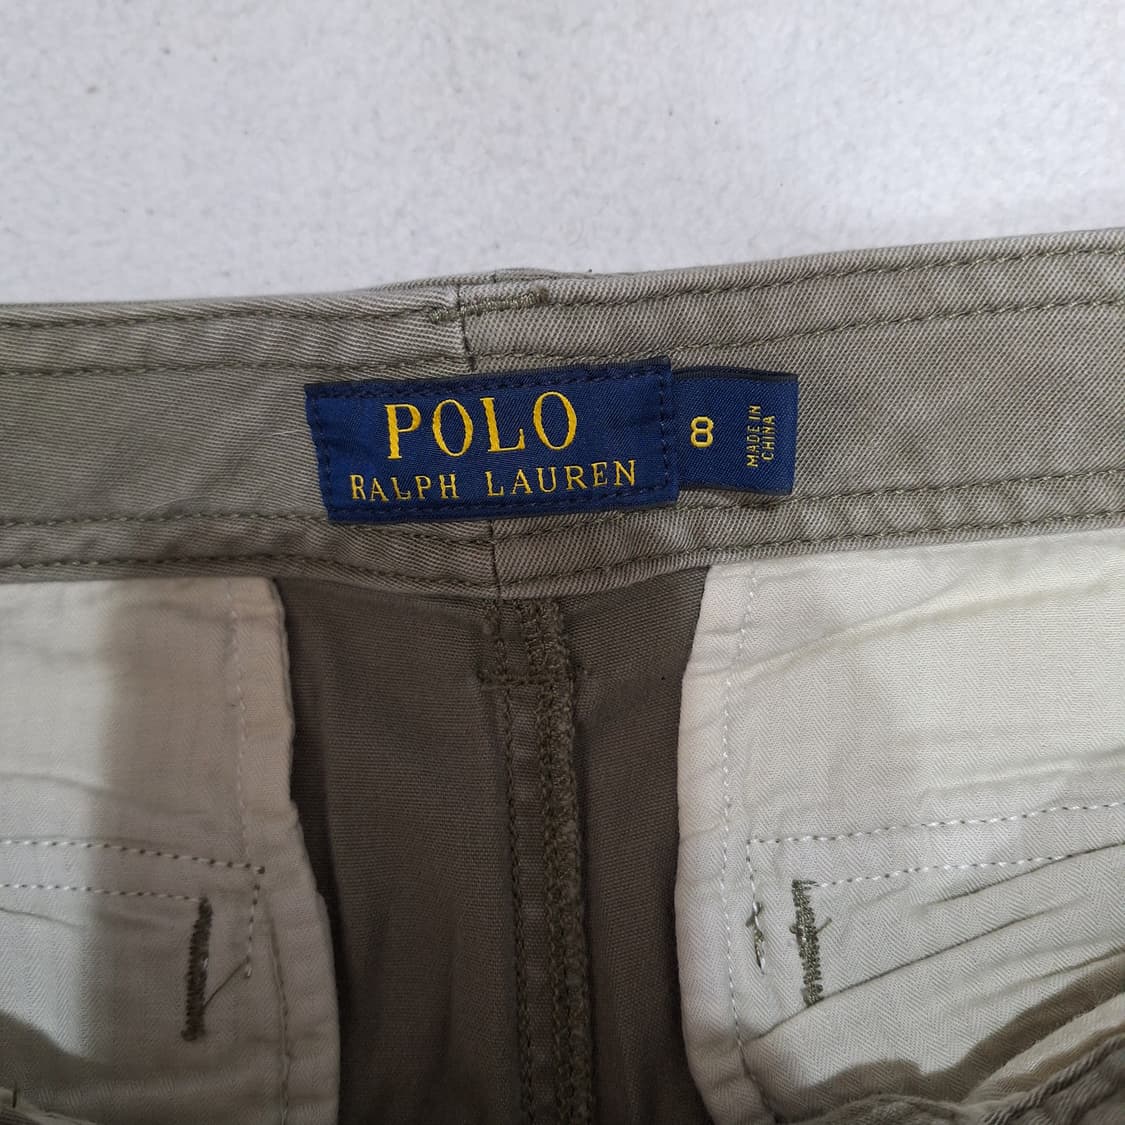 POLO
RALPH LAUREN
8
MADE IN
CHINA